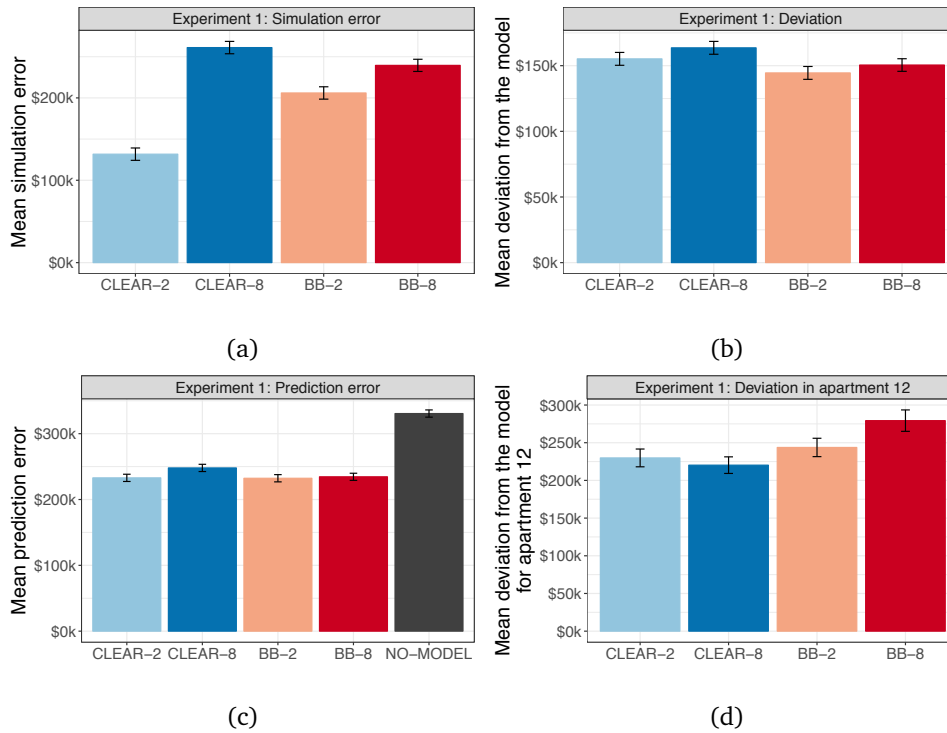 Experiment 1: Simulation error
Mean simulation error
$200k
$100k
$0k
CLEAR−2 CLEAR−8 BB−2 BB−8
(a)
Experiment 1: Deviation
Mean deviation from the model
$150k
$100k
$50k
$0k
CLEAR−2 CLEAR−8 BB−2 BB−8
(b)
Experiment 1: Prediction error
Mean prediction error
$300k
$200k
$100k
$0k
CLEAR−2 CLEAR−8 BB−2 BB−8 NO−MODEL
(c)
Experiment 1: Deviation in apartment 12
Mean deviation from the model
for apartment 12
$300k
$250k
$200k
$150k
$100k
$50k
$0k
CLEAR−2 CLEAR−8 BB−2 BB−8
(d)